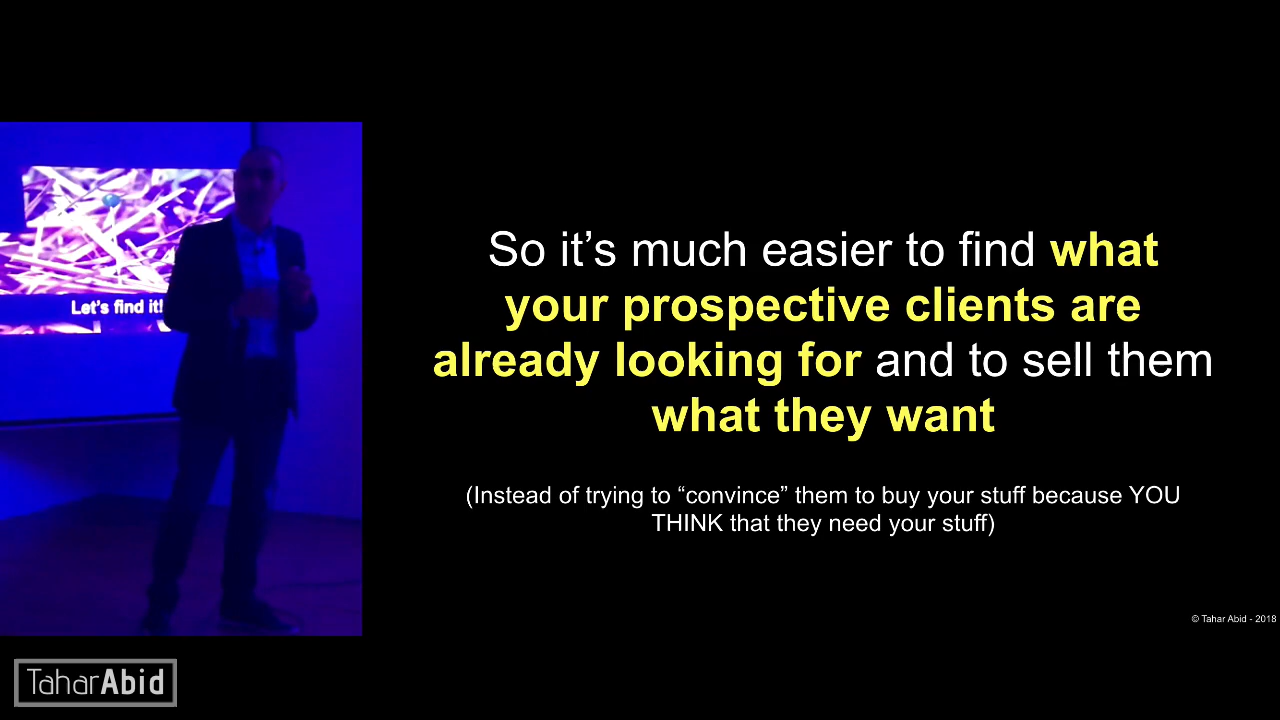 Let's find it!
So it’s much easier to find what
your prospective clients are
already looking for and to sell them
what they want
(Instead of trying to “convince” them to buy your stuff because YOU
THINK that they need your stuff)
© Tahar Abid - 2018
TaharAbid